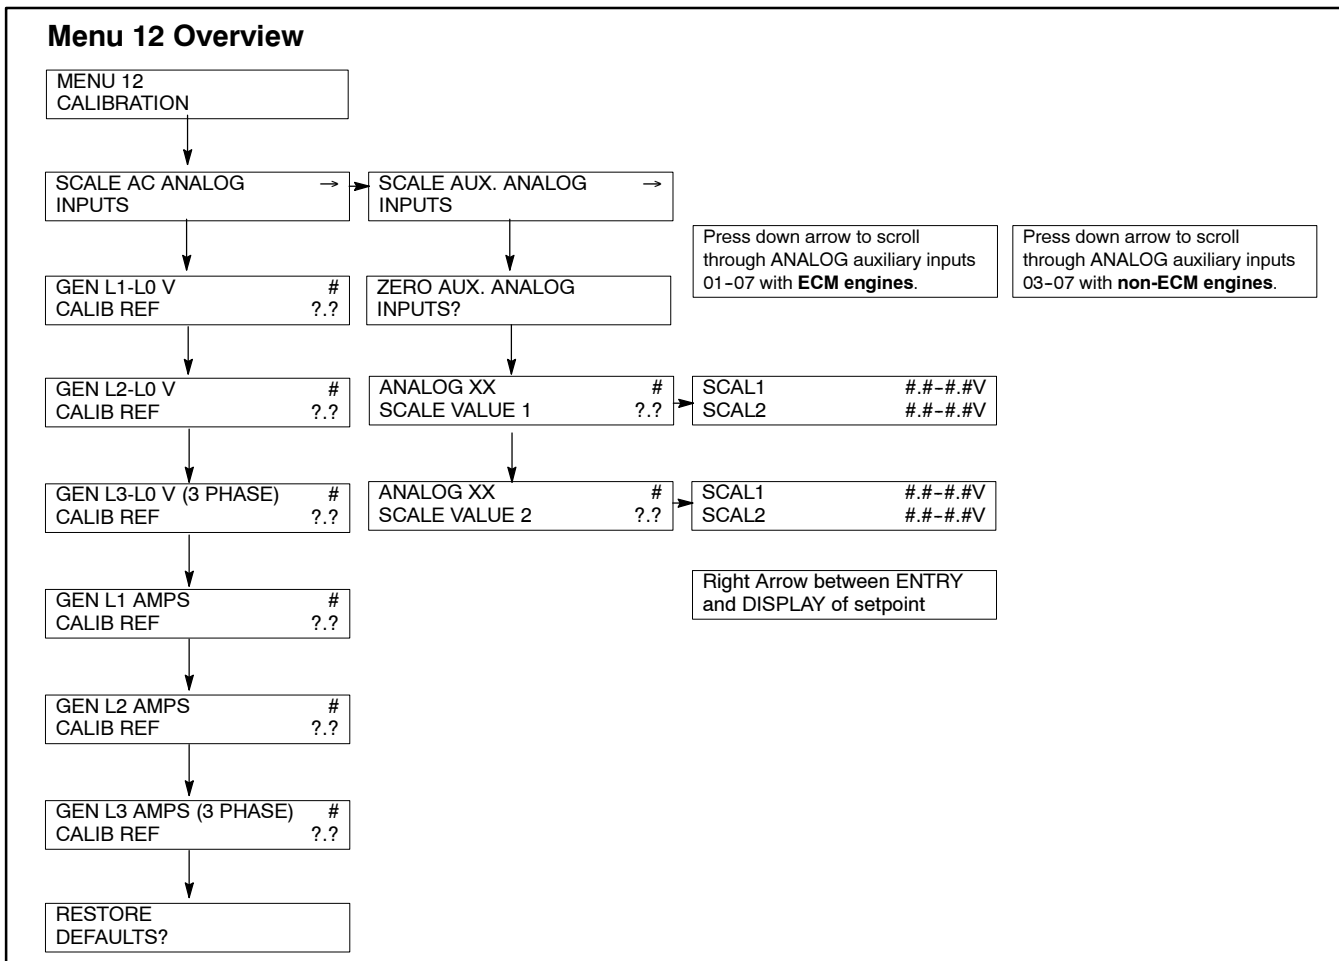 Menu 12 Overview
MENU 12
CALIBRATION
SCALE AC ANALOG →
INPUTS
SCALE AUX. ANALOG →
INPUTS
GEN L1-L0 V #
CALIB REF ?.?
ZERO AUX. ANALOG
INPUTS?
Press down arrow to scroll
through ANALOG auxiliary inputs
01–07 with ECM engines.
Press down arrow to scroll
through ANALOG auxiliary inputs
03–07 with non-ECM engines.
GEN L2-L0 V #
CALIB REF ?.?
ANALOG XX #
SCALE VALUE 1 ?.?
SCAL1 #.#–#.#V
SCAL2 #.#–#.#V
GEN L3-L0 V (3 PHASE) #
CALIB REF ?.?
ANALOG XX #
SCALE VALUE 2 ?.?
SCAL1 #.#–#.#V
SCAL2 #.#–#.#V
Right Arrow between ENTRY
and DISPLAY of setpoint
GEN L1 AMPS #
CALIB REF ?.?
GEN L2 AMPS #
CALIB REF ?.?
GEN L3 AMPS (3 PHASE) #
CALIB REF ?.?
RESTORE
DEFAULTS?